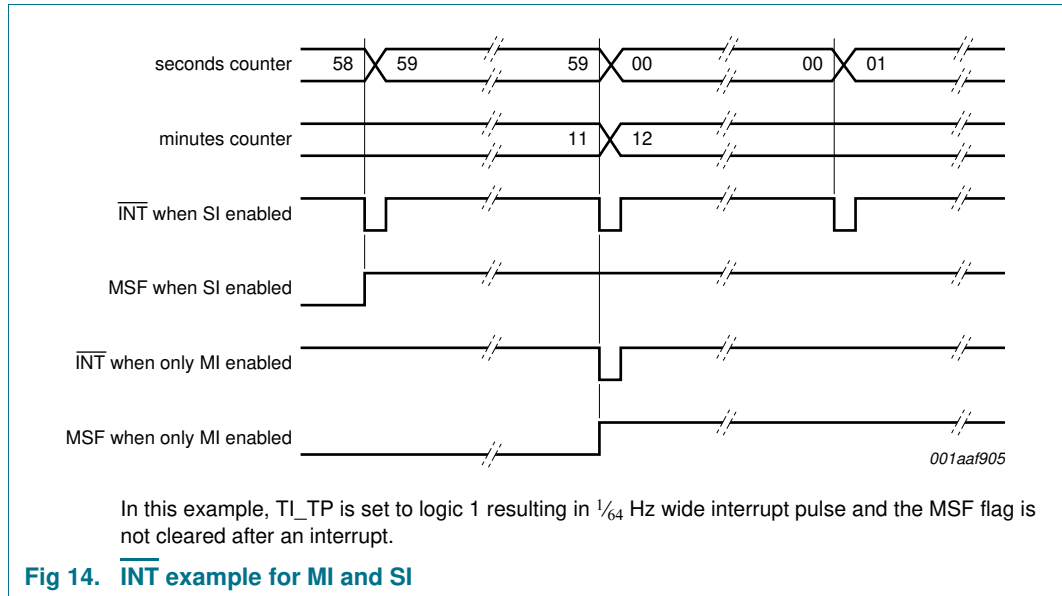 seconds counter 58 59 59 00 00 01
minutes counter 11 12
INT when SI enabled
MSF when SI enabled
INT when only MI enabled
MSF when only MI enabled
001aaf905
In this example, TI_TP is set to logic 1 resulting in 1⁄64 Hz wide interrupt pulse and the MSF flag is
not cleared after an interrupt.
Fig 14. INT example for MI and SI